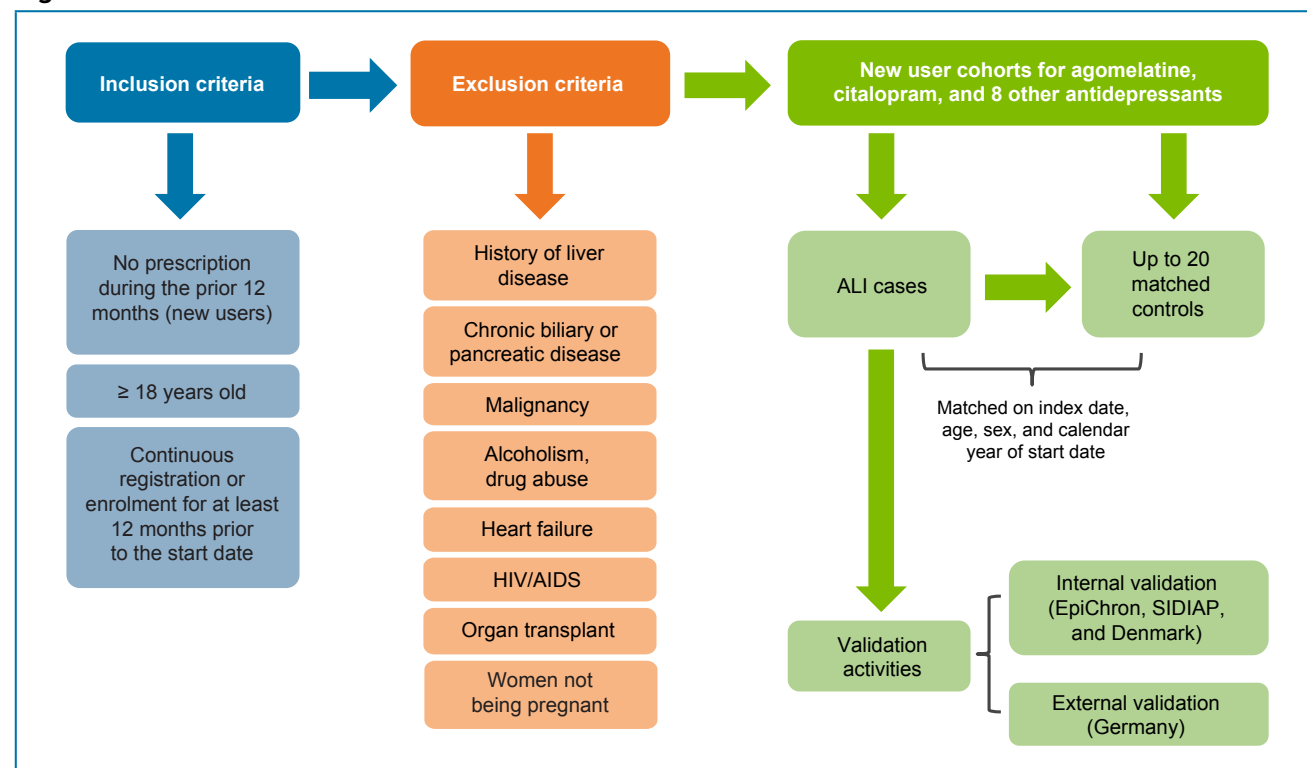 Inclusion criteria
Exclusion criteria
New user cohorts for agomelatine,
citalopram, and 8 other antidepressants
No prescription
during the prior 12
months (new users)
≥ 18 years old
Continuous
registration or
enrolment for at least
12 months prior
to the start date
History of liver
disease
Chronic biliary or
pancreatic disease
Malignancy
Alcoholism,
drug abuse
Heart failure
HIV/AIDS
Organ transplant
Women not
being pregnant
ALI cases
Up to 20
matched
controls
Matched on index date,
age, sex, and calendar
year of start date
Validation
activities
Internal validation
(EpiChron, SIDIAP,
and Denmark)
External validation
(Germany)